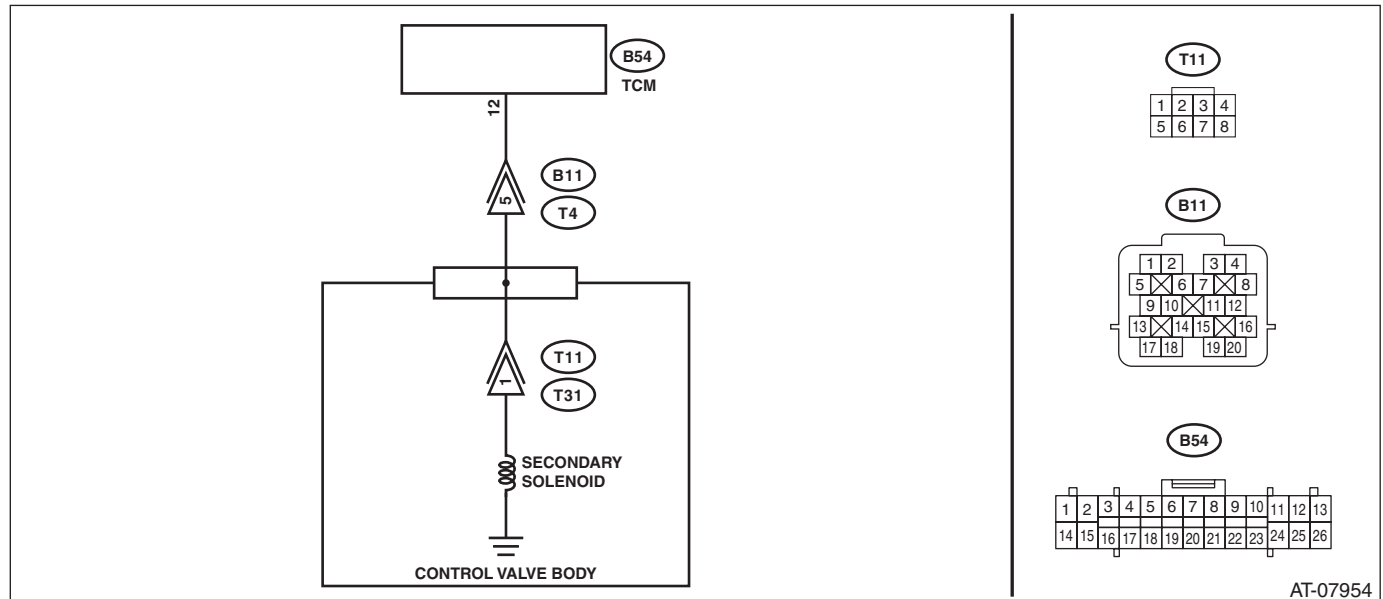 B54
TCM
12
B11
5
T4
T11
1
T31
SECONDARY
SOLENOID
CONTROL VALVE BODY
T11
1 2 3 4
5 6 7 8
B11
1 2 3 4
5 6 7 8
9 10 11 12
13 14 15 16
17 18 19 20
B54
1 2 3 4 5 6 7 8 9 10 11 12 13
14 15 16 17 18 19 20 21 22 23 24 25 26
AT-07954